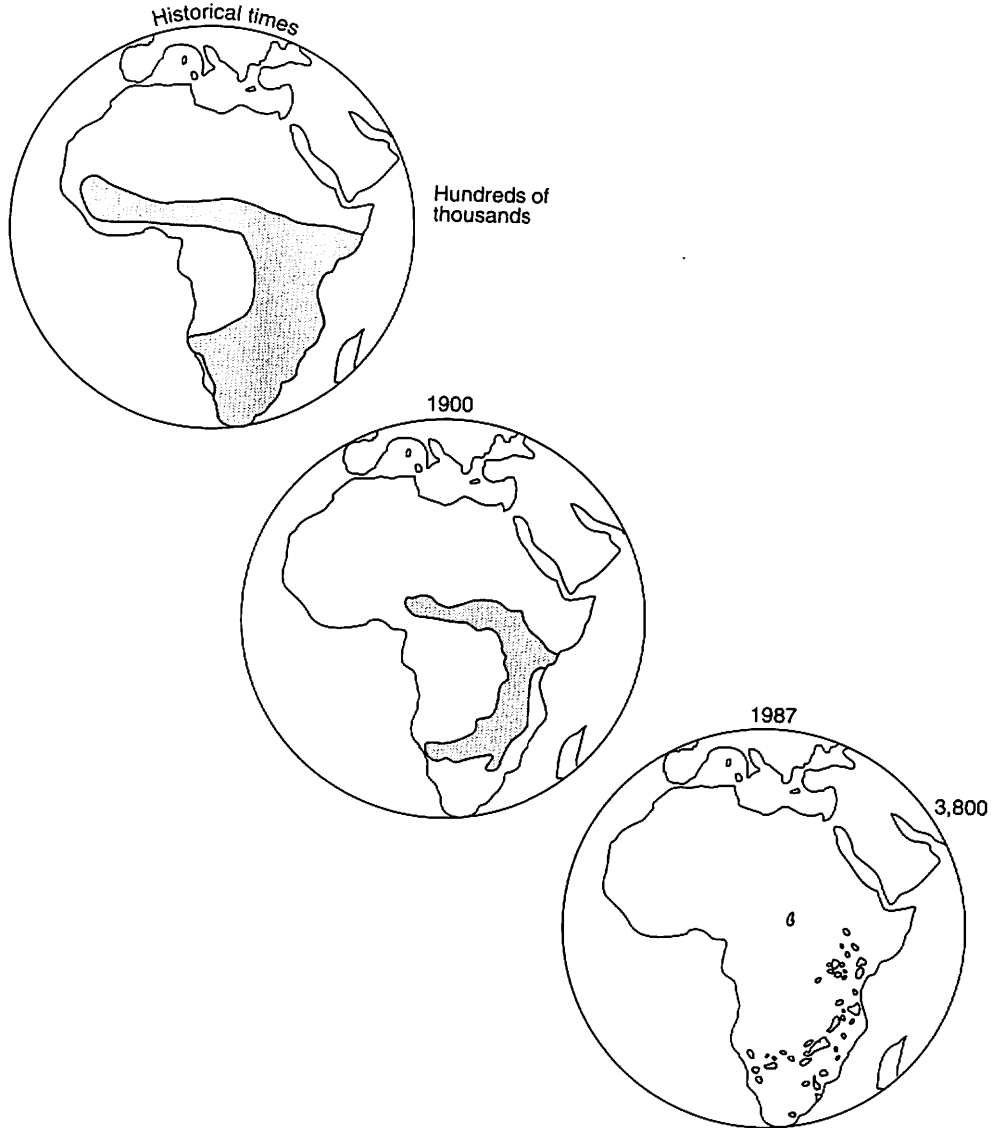 Historical times
Hundreds of
thousands
1900
1987
3,800